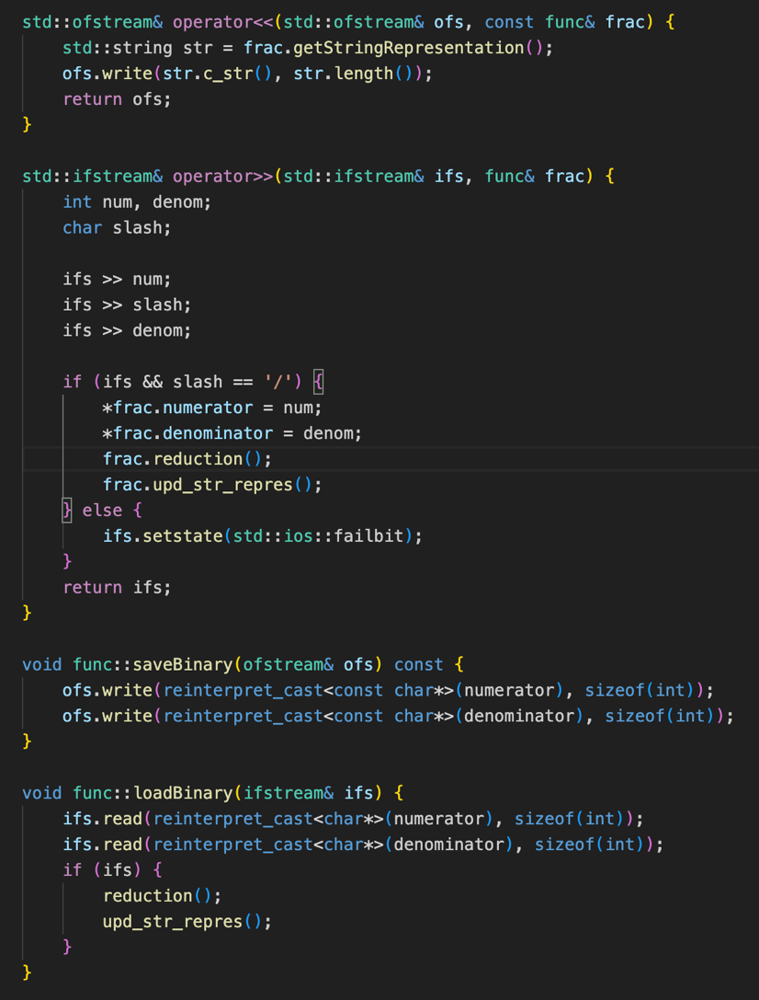 std::ofstream& operator<<(std::ofstream& ofs, const func& frac) {
    std::string str = frac.getStringRepresentation();
    ofs.write(str.c_str(), str.length());
    return ofs;
}

std::ifstream& operator>>(std::ifstream& ifs, func& frac) {
    int num, denom;
    char slash;

    ifs >> num;
    ifs >> slash;
    ifs >> denom;

    if (ifs && slash == '/') {
        *frac.numerator = num;
        *frac.denominator = denom;
        frac.reduction();
        frac.upd_str_repres();
    } else {
        ifs.setstate(std::ios::failbit);
    }
    return ifs;
}

void func::saveBinary(ofstream& ofs) const {
    ofs.write(reinterpret_cast<const char*>(numerator), sizeof(int));
    ofs.write(reinterpret_cast<const char*>(denominator), sizeof(int));
}

void func::loadBinary(ifstream& ifs) {
    ifs.read(reinterpret_cast<char*>(numerator), sizeof(int));
    ifs.read(reinterpret_cast<char*>(denominator), sizeof(int));
    if (ifs) {
        reduction();
        upd_str_repres();
    }
}